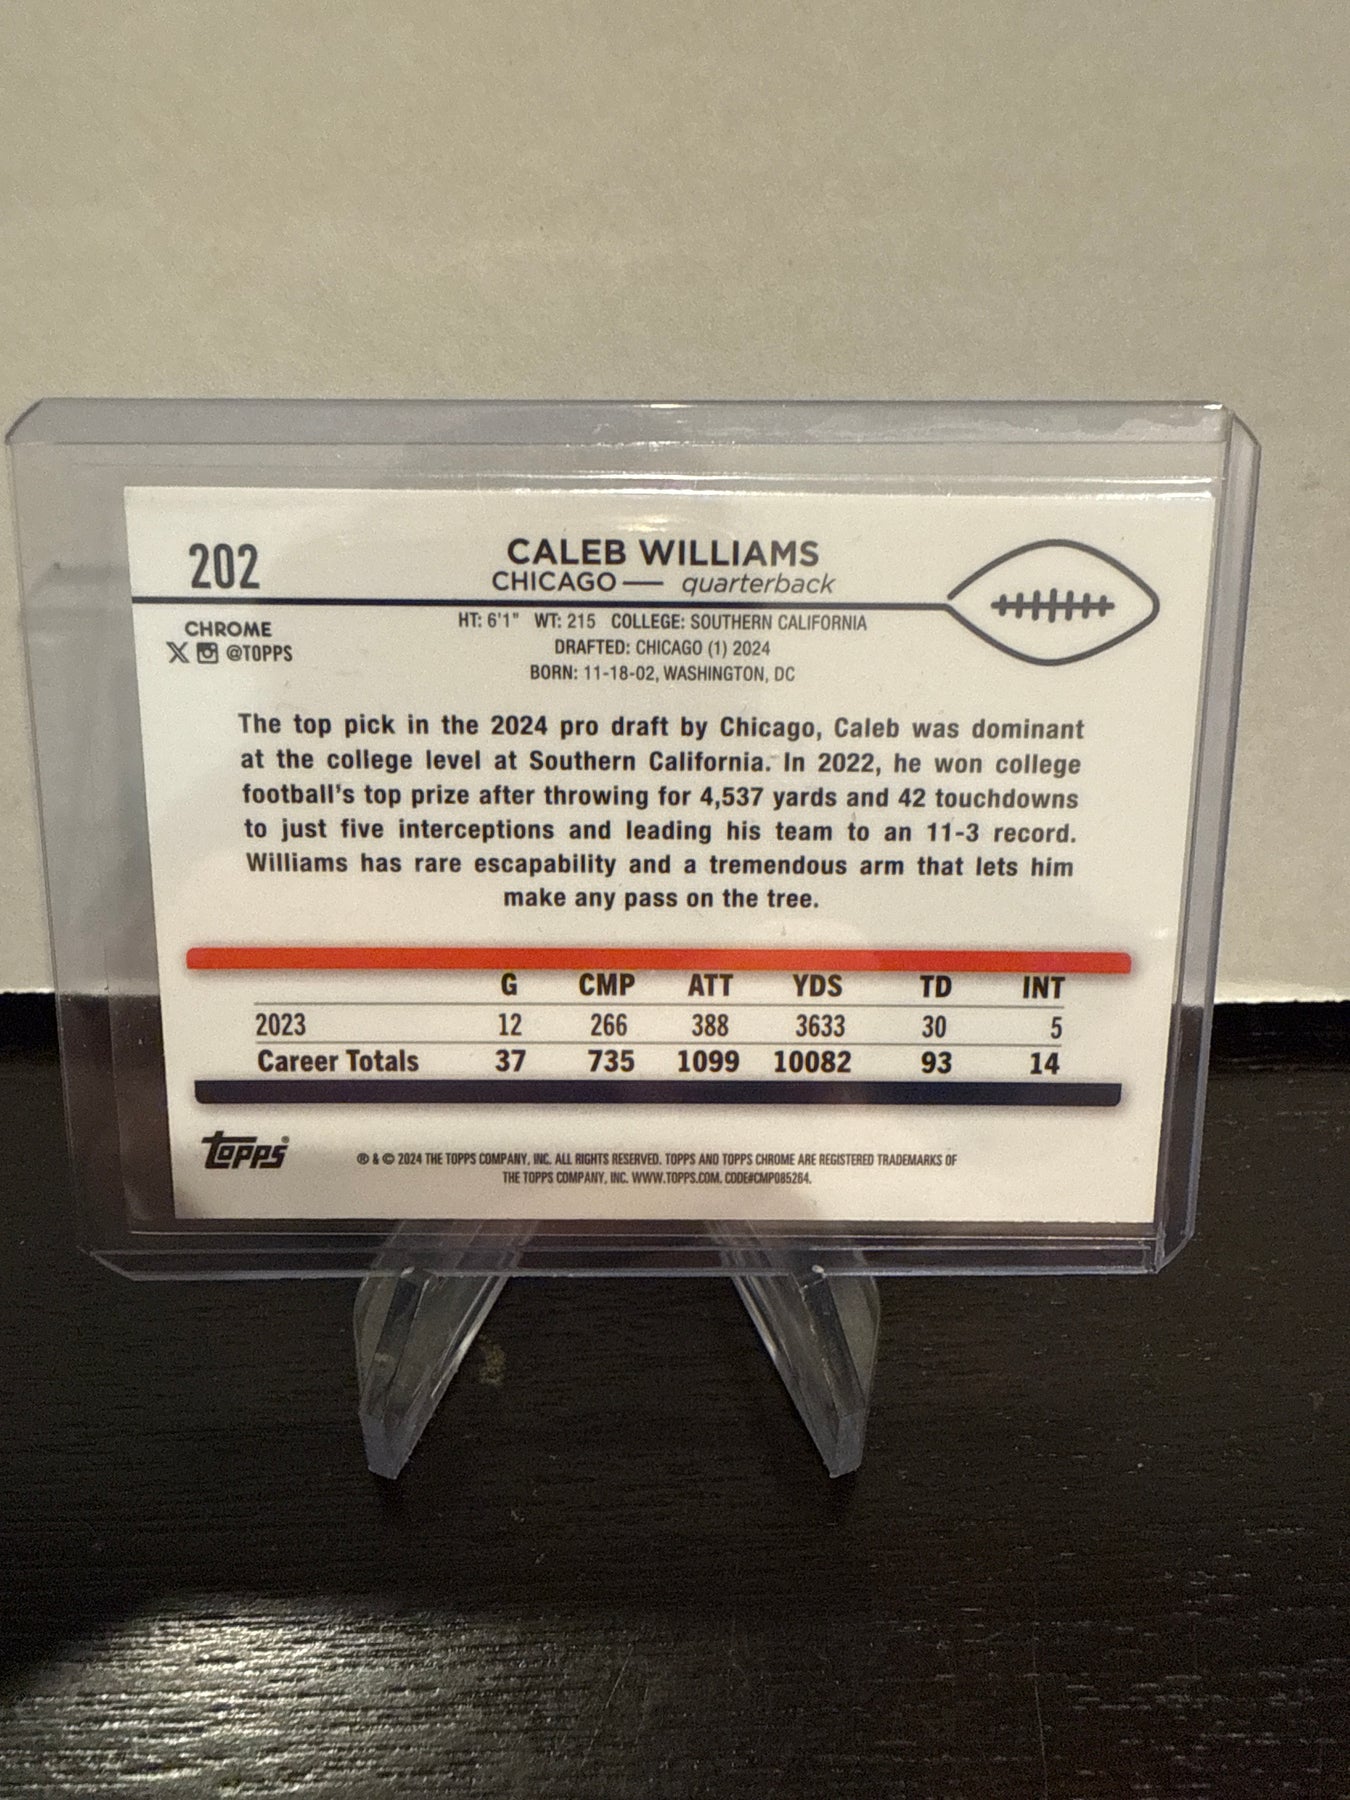 202
CALEB WILLIAMS
CHICAGO — quarterback
CHROME
X @TOPPS
HT: 6'1" WT: 215 COLLEGE: SOUTHERN CALIFORNIA
DRAFTED: CHICAGO (1) 2024
BORN: 11-18-02, WASHINGTON, DC
The top pick in the 2024 pro draft by Chicago, Caleb was dominant
at the college level at Southern California. In 2022, he won college
football's top prize after throwing for 4,537 yards and 42 touchdowns
to just five interceptions and leading his team to an 11-3 record.
Williams has rare escapability and a tremendous arm that lets him
make any pass on the tree.
G CMP ATT YDS TD INT
2023 12 266 388 3633 30 5
Career Totals 37 735 1099 10082 93 14
Topps®
® & © 2024 THE TOPPS COMPANY, INC. ALL RIGHTS RESERVED. TOPPS AND TOPPS CHROME ARE REGISTERED TRADEMARKS OF
THE TOPPS COMPANY, INC. WWW.TOPPS.COM. CODE#CMP085264.